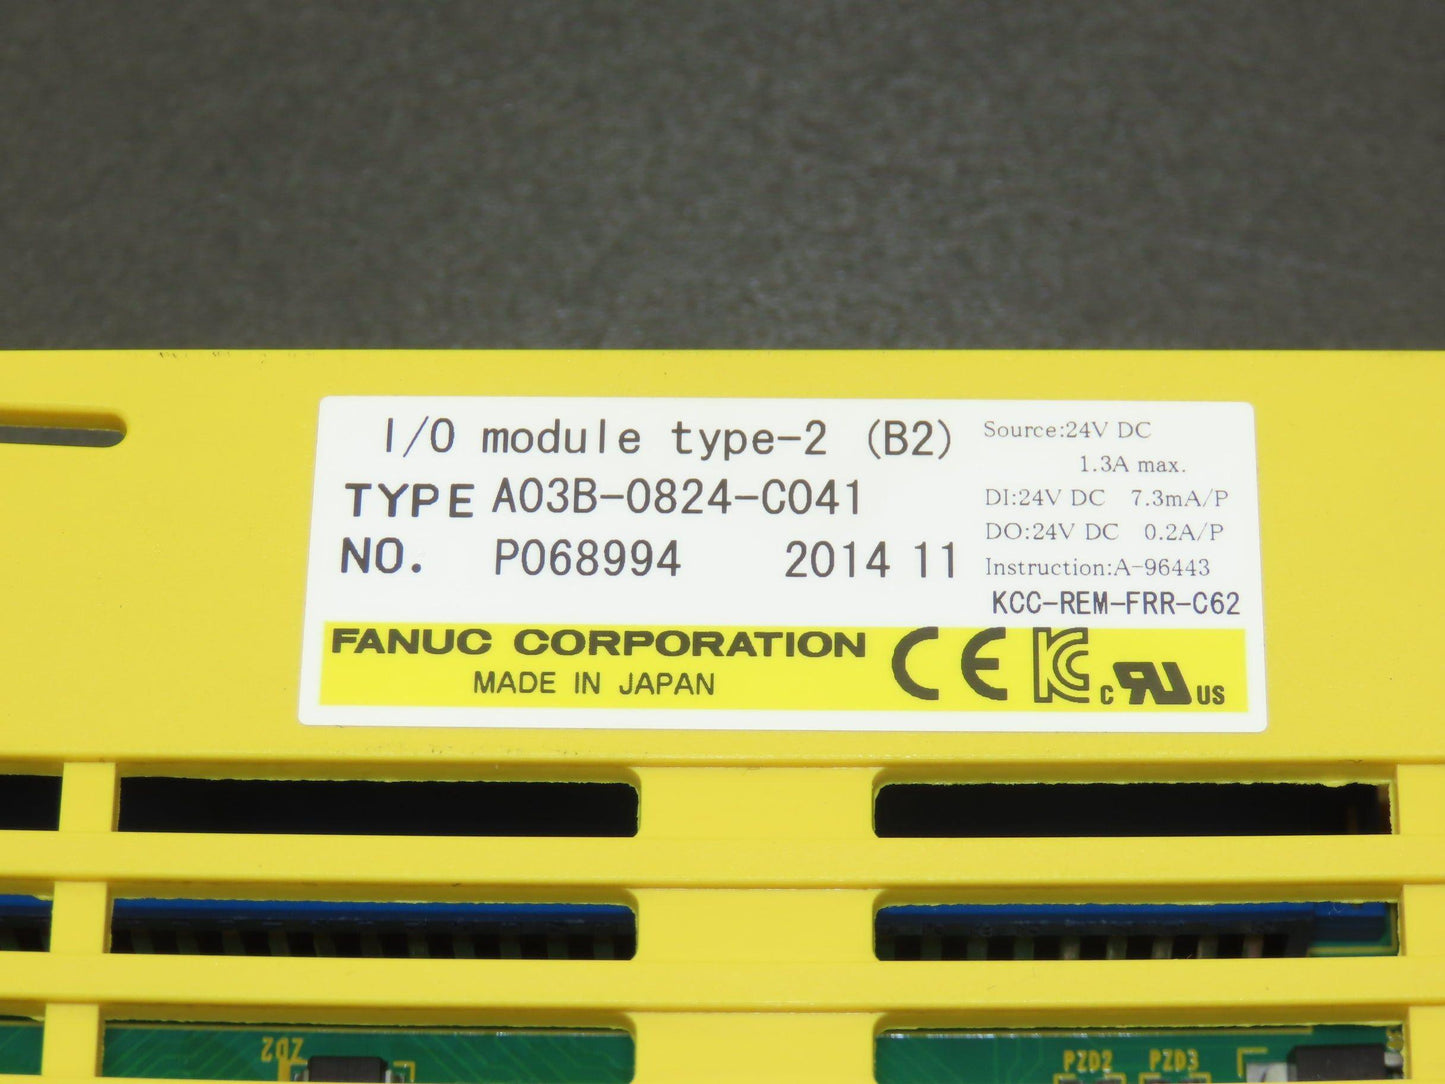 I/O module type-2 (B2)
TYPE A03B-0824-C041
NO. P068994 2014 11
Source:24V DC
1.3A max.
DI:24V DC 7.3mA/P
DO:24V DC 0.2A/P
Instruction:A-96443
KCC-REM-FRR-C62
FANUC CORPORATION
MADE IN JAPAN
CE
c RU US
ZD2
PZD2 PZD3